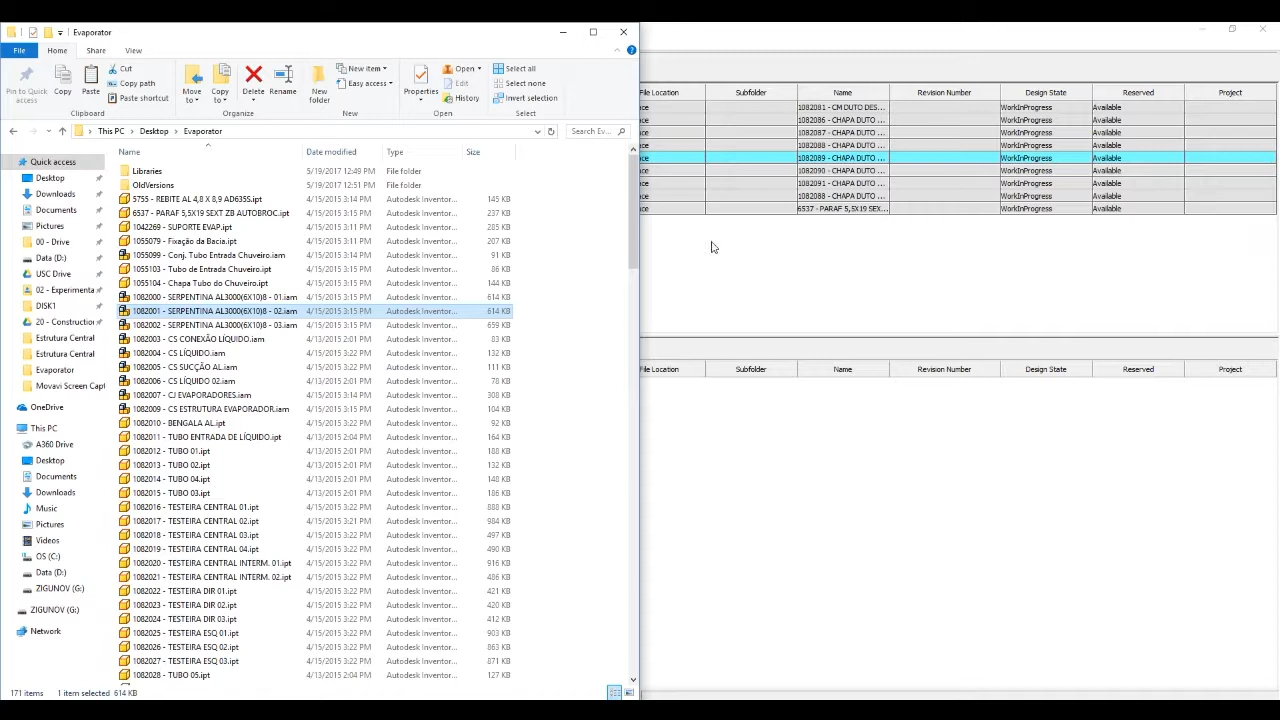 Evaporator
File Home Share View
Pin to Quick access
Copy
Paste
Cut
Copy path
Paste shortcut
Clipboard
Move to
Copy to
Delete
Rename
Organize
New folder
New item
Easy access
New
Properties
Open
Edit
History
Open
Select all
Select none
Invert selection
Select
This PC Desktop Evaporator Search Ev...
Name Date modified Type Size
Quick access
Desktop
Downloads
Documents
Pictures
00 - Drive
Data (D:)
USC Drive
02 - Experimenta
DISK1
20 - Construction
Estrutura Central
Estrutura Central
Evaporator
Movavi Screen Capt
OneDrive
This PC
A360 Drive
Desktop
Documents
Downloads
Music
Pictures
Videos
OS (C:)
Data (D:)
ZIGUNOV (G:)
ZIGUNOV (G:)
Network
Libraries 5/19/2017 12:49 PM File folder
OldVersions 5/19/2017 12:51 PM File folder
5755 - REBITE AL 4,8 X 8,9 AD63SS.ipt 4/15/2015 3:14 PM Autodesk Inventor... 145 KB
6537 - PARAF 5,5X19 SEXT ZB AUTOBROC.ipt 4/15/2015 3:14 PM Autodesk Inventor... 237 KB
1042269 - SUPORTE EVAP.ipt 4/15/2015 3:11 PM Autodesk Inventor... 285 KB
1055079 - Fixação da Bacia.ipt 4/15/2015 3:11 PM Autodesk Inventor... 207 KB
1055099 - Conj. Tubo Entrada Chuveiro.iam 4/15/2015 3:15 PM Autodesk Inventor... 91 KB
1055103 - Tubo de Entrada Chuveiro.ipt 4/15/2015 3:15 PM Autodesk Inventor... 86 KB
1055104 - Chapa Tubo do Chuveiro.ipt 4/15/2015 3:15 PM Autodesk Inventor... 144 KB
1082000 - SERPENTINA AL3000(6X10)8 - 01.iam 4/15/2015 3:15 PM Autodesk Inventor... 614 KB
1082001 - SERPENTINA AL3000(6X10)8 - 02.iam 4/15/2015 3:15 PM Autodesk Inventor... 614 KB
1082002 - SERPENTINA AL3000(6X10)8 - 03.iam 4/15/2015 3:15 PM Autodesk Inventor... 659 KB
1082003 - CS CONEXÃO LÍQUIDO.iam 4/13/2015 2:01 PM Autodesk Inventor... 83 KB
1082004 - CS LÍQUIDO.iam 4/15/2015 3:22 PM Autodesk Inventor... 132 KB
1082005 - CS SUCÇÃO AL.iam 4/15/2015 3:22 PM Autodesk Inventor... 111 KB
1082006 - CS LÍQUIDO 02.iam 4/15/2015 3:22 PM Autodesk Inventor... 78 KB
1082007 - CJ EVAPORADORES.iam 4/15/2015 3:14 PM Autodesk Inventor... 308 KB
1082009 - CS ESTRUTURA EVAPORADOR.iam 4/15/2015 3:22 PM Autodesk Inventor... 104 KB
1082010 - BENGALA AL.ipt 4/15/2015 3:22 PM Autodesk Inventor... 92 KB
1082011 - TUBO ENTRADA DE LÍQUIDO.ipt 4/13/2015 2:04 PM Autodesk Inventor... 164 KB
1082012 - TUBO 01.ipt 4/13/2015 2:01 PM Autodesk Inventor... 188 KB
1082013 - TUBO 02.ipt 4/13/2015 2:01 PM Autodesk Inventor... 132 KB
1082014 - TUBO 04.ipt 4/13/2015 2:01 PM Autodesk Inventor... 148 KB
1082015 - TUBO 03.ipt 4/13/2015 2:01 PM Autodesk Inventor... 186 KB
1082016 - TESTEIRA CENTRAL 01.ipt 4/15/2015 3:22 PM Autodesk Inventor... 507 KB
1082017 - TESTEIRA CENTRAL 02.ipt 4/15/2015 3:21 PM Autodesk Inventor... 984 KB
1082018 - TESTEIRA CENTRAL 03.ipt 4/15/2015 3:22 PM Autodesk Inventor... 497 KB
1082019 - TESTEIRA CENTRAL 04.ipt 4/15/2015 3:22 PM Autodesk Inventor... 490 KB
1082020 - TESTEIRA CENTRAL INTERM. 01.ipt 4/15/2015 3:22 PM Autodesk Inventor... 916 KB
1082021 - TESTEIRA CENTRAL INTERM. 02.ipt 4/15/2015 3:22 PM Autodesk Inventor... 486 KB
1082022 - TESTEIRA DIR 01.ipt 4/15/2015 3:22 PM Autodesk Inventor... 421 KB
1082023 - TESTEIRA DIR 02.ipt 4/15/2015 3:22 PM Autodesk Inventor... 420 KB
1082024 - TESTEIRA DIR 03.ipt 4/15/2015 3:22 PM Autodesk Inventor... 412 KB
1082025 - TESTEIRA ESQ 01.ipt 4/15/2015 3:22 PM Autodesk Inventor... 903 KB
1082026 - TESTEIRA ESQ 02.ipt 4/15/2015 3:22 PM Autodesk Inventor... 863 KB
1082027 - TESTEIRA ESQ 03.ipt 4/15/2015 3:22 PM Autodesk Inventor... 871 KB
1082028 - TUBO 05.ipt 4/13/2015 2:04 PM Autodesk Inventor... 127 KB
171 items 1 item selected 614 KB
File Location Subfolder Name Revision Number Design State Reserved Project
nce 1082081 - CM DUTO DES... WorkInProgress Available
nce 1082086 - CHAPA DUTO ... WorkInProgress Available
nce 1082087 - CHAPA DUTO ... WorkInProgress Available
nce 1082088 - CHAPA DUTO ... WorkInProgress Available
nce 1082089 - CHAPA DUTO ... WorkInProgress Available
nce 1082090 - CHAPA DUTO ... WorkInProgress Available
nce 1082091 - CHAPA DUTO ... WorkInProgress Available
nce 1082088 - CHAPA DUTO ... WorkInProgress Available
nce 6537 - PARAF 5,5X19 SEX... WorkInProgress Available
File Location Subfolder Name Revision Number Design State Reserved Project